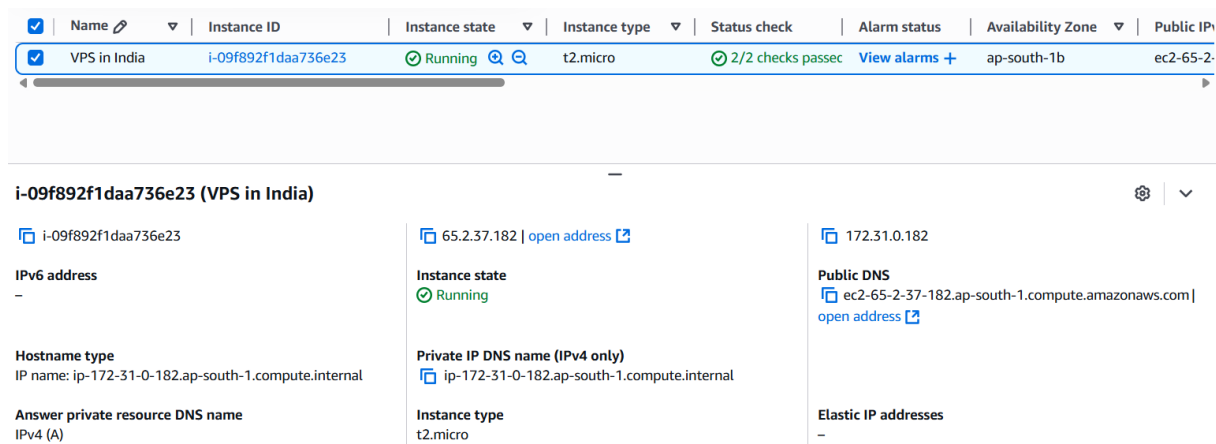 Name Instance ID Instance state Instance type Status check Alarm status Availability Zone Public IPv
VPS in India i-09f892f1daa736e23 Running t2.micro 2/2 checks passec View alarms + ap-south-1b ec2-65-2-
i-09f892f1daa736e23 (VPS in India)
i-09f892f1daa736e23
65.2.37.182 | open address
172.31.0.182
IPv6 address
–
Instance state
Running
Public DNS
ec2-65-2-37-182.ap-south-1.compute.amazonaws.com |
open address
Hostname type
IP name: ip-172-31-0-182.ap-south-1.compute.internal
Private IP DNS name (IPv4 only)
ip-172-31-0-182.ap-south-1.compute.internal
Answer private resource DNS name
IPv4 (A)
Instance type
t2.micro
Elastic IP addresses
–